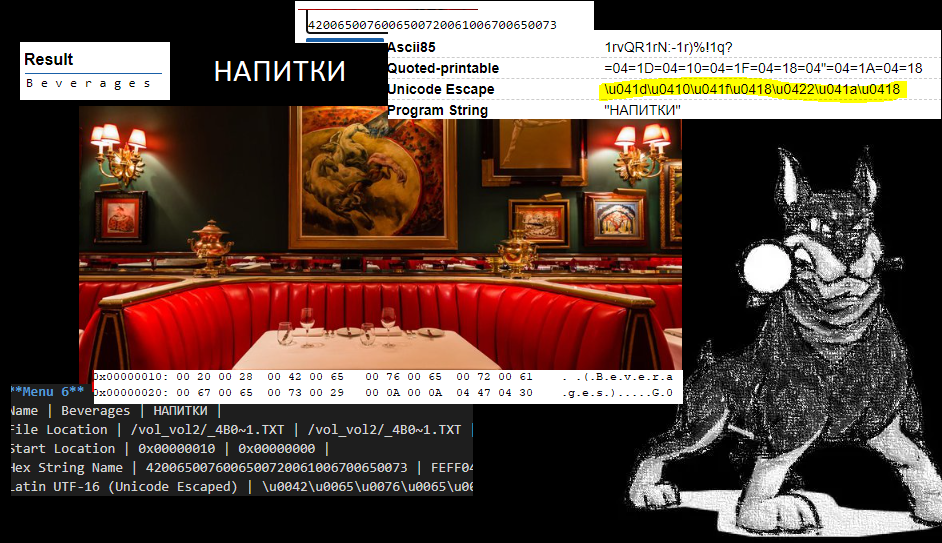 4200650076006500720061006700650073
Result
Beverages
НАПИТКИ
Ascii85 1rvQR1rN:-1r)%!1q?
Quoted-printable =04=1D=04=10=04=1F=04=18=04"=04=1A=04=18
Unicode Escape \u041d\u0410\u041f\u0418\u0422\u041a\u0418
Program String "НАПИТКИ"
0x00000010: 00 20 00 28 00 42 00 65 00 76 00 65 00 72 00 61 . .(.B.e.v.e.r.a
0x00000020: 00 67 00 65 00 73 00 29 00 0A 00 0A 04 47 04 30 .g.e.s.).....G.0
**Menu 6**
Name | Beverages | НАПИТКИ |
File Location | /vol_vol2/_4B0~1.TXT | /vol_vol2/_4B0~1.TXT |
Start Location | 0x00000010 | 0x00000000 |
Hex String Name | 42006500760065007200610067006500​73 | FEFF04
Latin UTF-16 (Unicode Escaped) | \u0042\u0065\u0076\u0065\u00